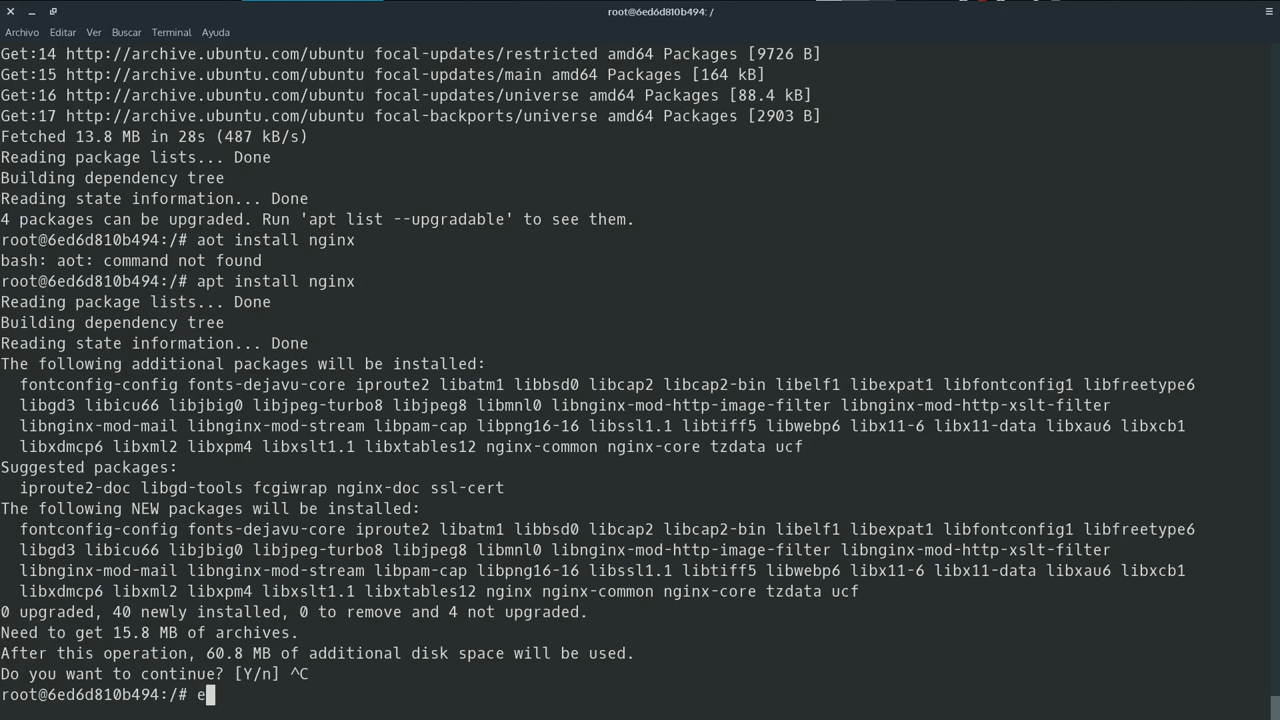 root@6ed6d810b494: /
Archivo Editar Ver Buscar Terminal Ayuda
Get:14 http://archive.ubuntu.com/ubuntu focal-updates/restricted amd64 Packages [9726 B]
Get:15 http://archive.ubuntu.com/ubuntu focal-updates/main amd64 Packages [164 kB]
Get:16 http://archive.ubuntu.com/ubuntu focal-updates/universe amd64 Packages [88.4 kB]
Get:17 http://archive.ubuntu.com/ubuntu focal-backports/universe amd64 Packages [2903 B]
Fetched 13.8 MB in 28s (487 kB/s)
Reading package lists... Done
Building dependency tree
Reading state information... Done
4 packages can be upgraded. Run 'apt list --upgradable' to see them.
root@6ed6d810b494:/# aot install nginx
bash: aot: command not found
root@6ed6d810b494:/# apt install nginx
Reading package lists... Done
Building dependency tree
Reading state information... Done
The following additional packages will be installed:
  fontconfig-config fonts-dejavu-core iproute2 libatm1 libbsd0 libcap2 libcap2-bin libelf1 libexpat1 libfontconfig1 libfreetype6
  libgd3 libicu66 libjbig0 libjpeg-turbo8 libjpeg8 libmnl0 libnginx-mod-http-image-filter libnginx-mod-http-xslt-filter
  libnginx-mod-mail libnginx-mod-stream libpam-cap libpng16-16 libssl1.1 libtiff5 libwebp6 libx11-6 libx11-data libxau6 libxcb1
  libxdmcp6 libxml2 libxpm4 libxslt1.1 libxtables12 nginx-common nginx-core tzdata ucf
Suggested packages:
  iproute2-doc libgd-tools fcgiwrap nginx-doc ssl-cert
The following NEW packages will be installed:
  fontconfig-config fonts-dejavu-core iproute2 libatm1 libbsd0 libcap2 libcap2-bin libelf1 libexpat1 libfontconfig1 libfreetype6
  libgd3 libicu66 libjbig0 libjpeg-turbo8 libjpeg8 libmnl0 libnginx-mod-http-image-filter libnginx-mod-http-xslt-filter
  libnginx-mod-mail libnginx-mod-stream libpam-cap libpng16-16 libssl1.1 libtiff5 libwebp6 libx11-6 libx11-data libxau6 libxcb1
  libxdmcp6 libxml2 libxpm4 libxslt1.1 libxtables12 nginx nginx-common nginx-core tzdata ucf
0 upgraded, 40 newly installed, 0 to remove and 4 not upgraded.
Need to get 15.8 MB of archives.
After this operation, 60.8 MB of additional disk space will be used.
Do you want to continue? [Y/n] ^C
root@6ed6d810b494:/# e